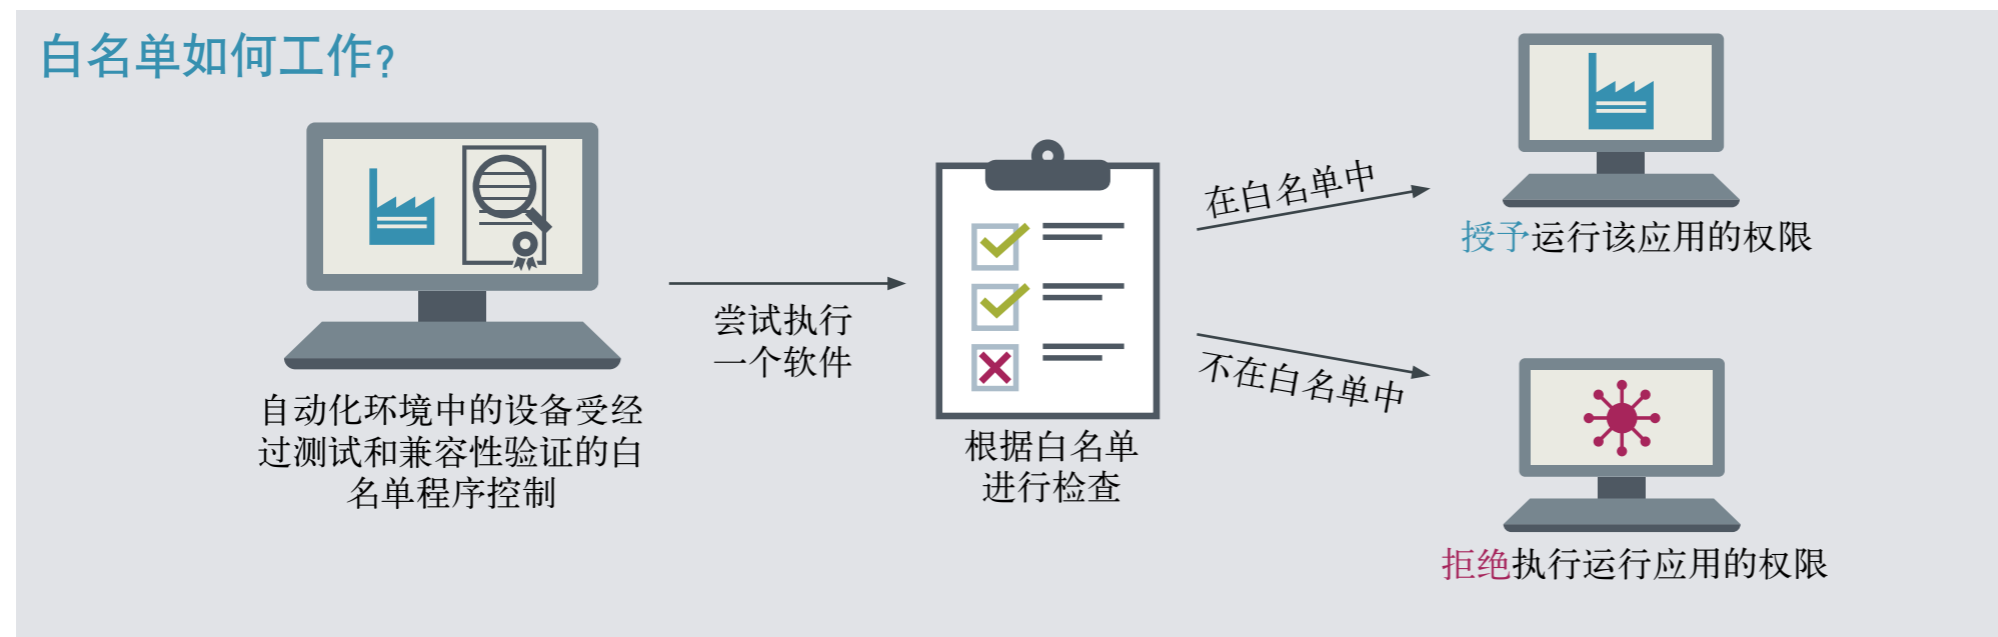 白名单如何工作?
自动化环境中的设备受经
过测试和兼容性验证的白
名单程序控制
尝试执行
一个软件
根据白名单
进行检查
在白名单中
授予运行该应用的权限
不在白名单中
拒绝执行运行应用的权限